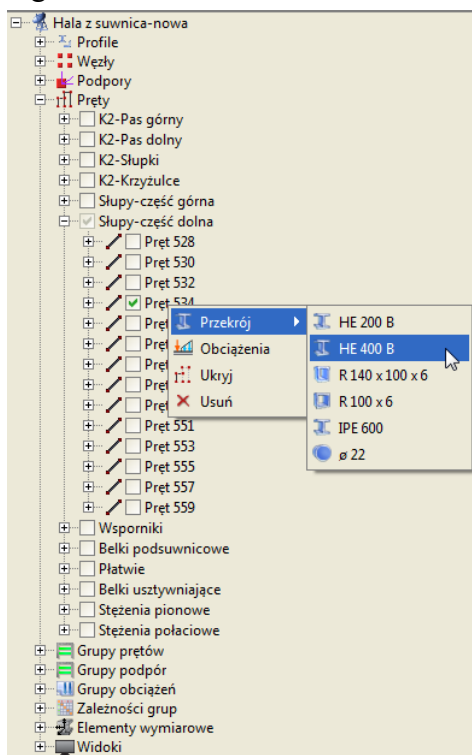 Hala z suwnica-nowa
Profile
Węzły
Podpory
Pręty
K2-Pas górny
K2-Pas dolny
K2-Słupki
K2-Krzyżulce
Słupy-część górna
Słupy-część dolna
Pręt 528
Pręt 530
Pręt 532
Pręt 534
Pręt
Przekrój
HE 200 B
Pręt
Obciążenia
HE 400 B
Pręt
Ukryj
R 140 x 100 x 6
Pręt
Usuń
R 100 x 6
Pręt 551
IPE 600
Pręt 553
ø 22
Pręt 555
Pręt 557
Pręt 559
Wsporniki
Belki podsuwnicowe
Płatwie
Belki usztywniające
Stężenia pionowe
Stężenia połaciowe
Grupy prętów
Grupy podpór
Grupy obciążeń
Zależności grup
Elementy wymiarowe
Widoki